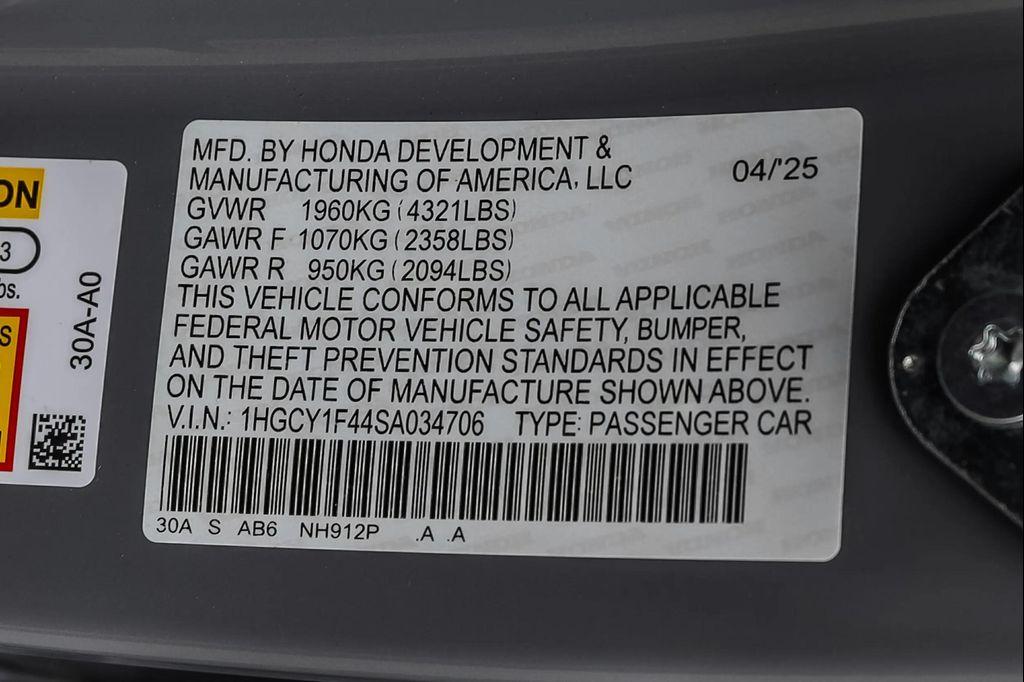 MFD. BY HONDA DEVELOPMENT &
MANUFACTURING OF AMERICA, LLC 04/'25
GVWR 1960KG (4321LBS)
GAWR F 1070KG (2358LBS)
GAWR R 950KG (2094LBS)
THIS VEHICLE CONFORMS TO ALL APPLICABLE
FEDERAL MOTOR VEHICLE SAFETY, BUMPER,
AND THEFT PREVENTION STANDARDS IN EFFECT
ON THE DATE OF MANUFACTURE SHOWN ABOVE.
V.I.N.: 1HGCY1F44SA034706 TYPE: PASSENGER CAR
30A S AB6 NH912P .A .A
30A-A0
3